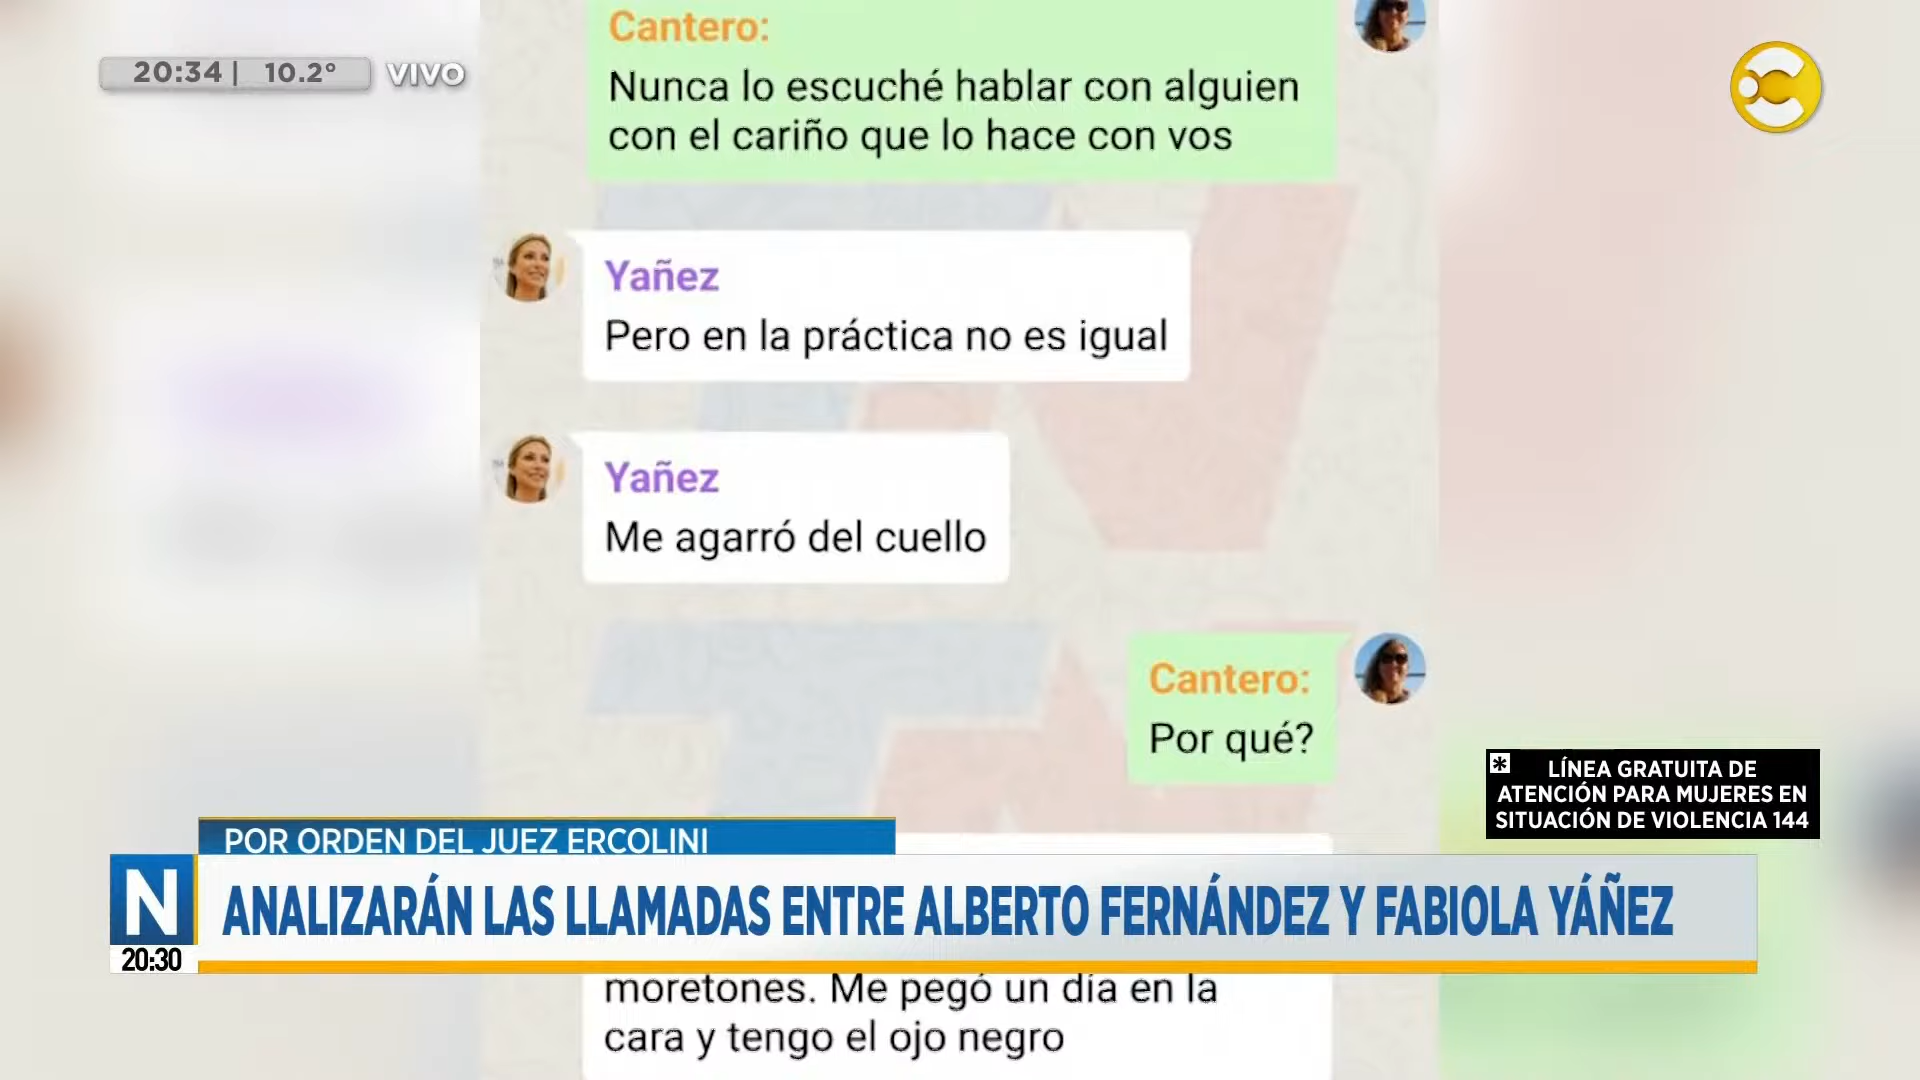 20:34 | 10.2° VIVO
Cantero:
Nunca lo escuché hablar con alguien
con el cariño que lo hace con vos
Yañez
Pero en la práctica no es igual
Yañez
Me agarró del cuello
Cantero:
Por qué?
* LÍNEA GRATUITA DE
ATENCIÓN PARA MUJERES EN
SITUACIÓN DE VIOLENCIA 144
POR ORDEN DEL JUEZ ERCOLINI
N
ANALIZARÁN LAS LLAMADAS ENTRE ALBERTO FERNÁNDEZ Y FABIOLA YÁÑEZ
20:30
moretones. Me pegó un día en la
cara y tengo el ojo negro